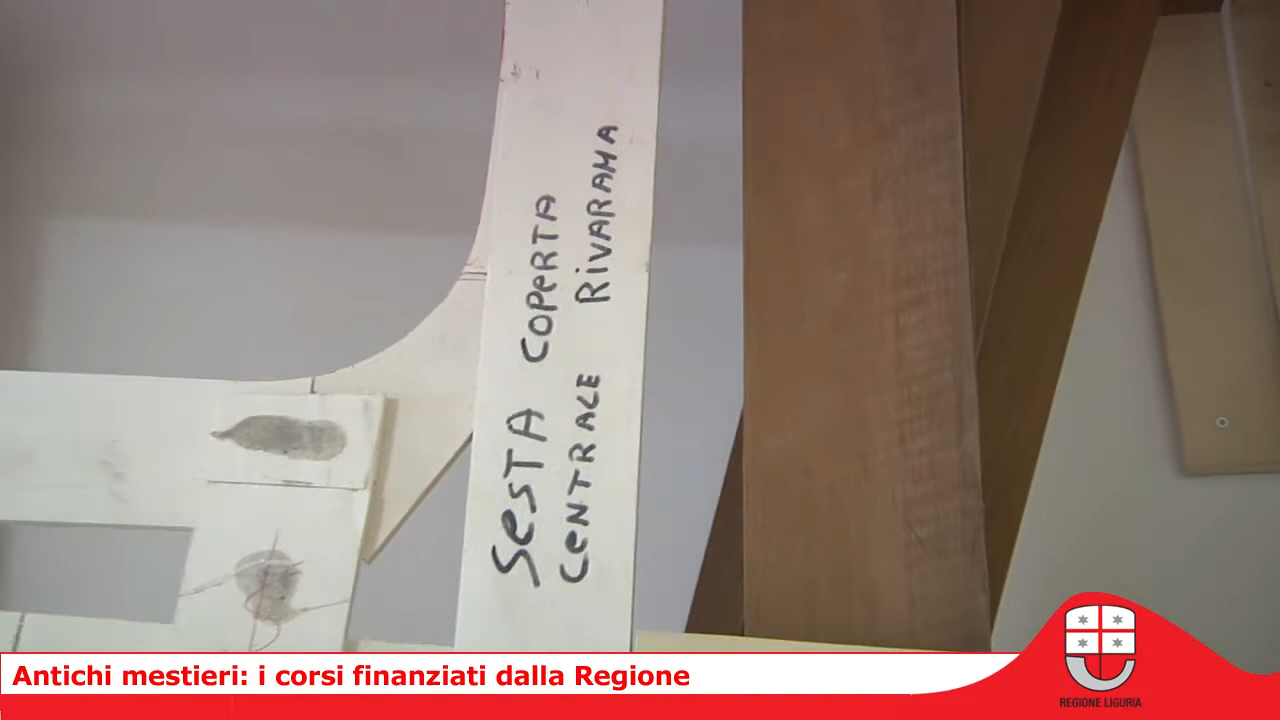 SeSTA COPeRTA
CeNTRALE RiVARAMA
Antichi mestieri: i corsi finanziati dalla Regione
REGIONE LIGURIA